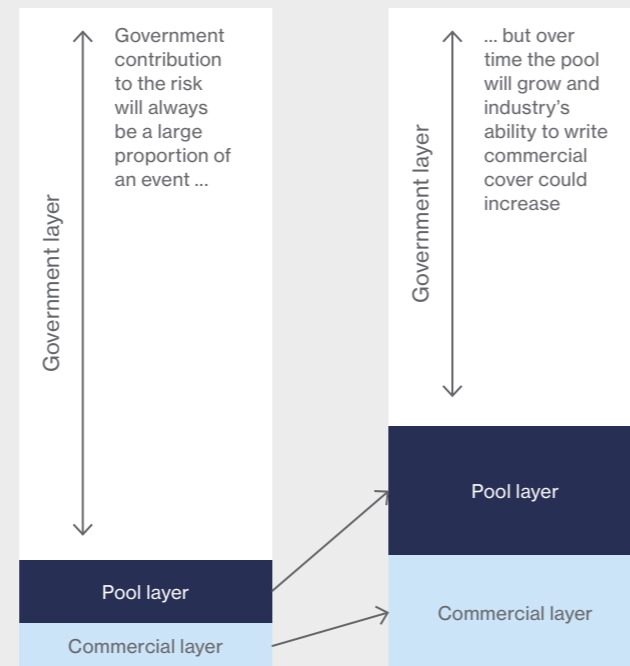 Government layer
Government
contribution
to the risk
will always
be a large
proportion of
an event ...
Pool layer
Commercial layer
Government layer
... but over
time the pool
will grow and
industry’s
ability to write
commercial
cover could
increase
Pool layer
Commercial layer